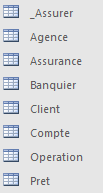 _Assurer
Agence
Assurance
Banquier
Client
Compte
Operation
Pret